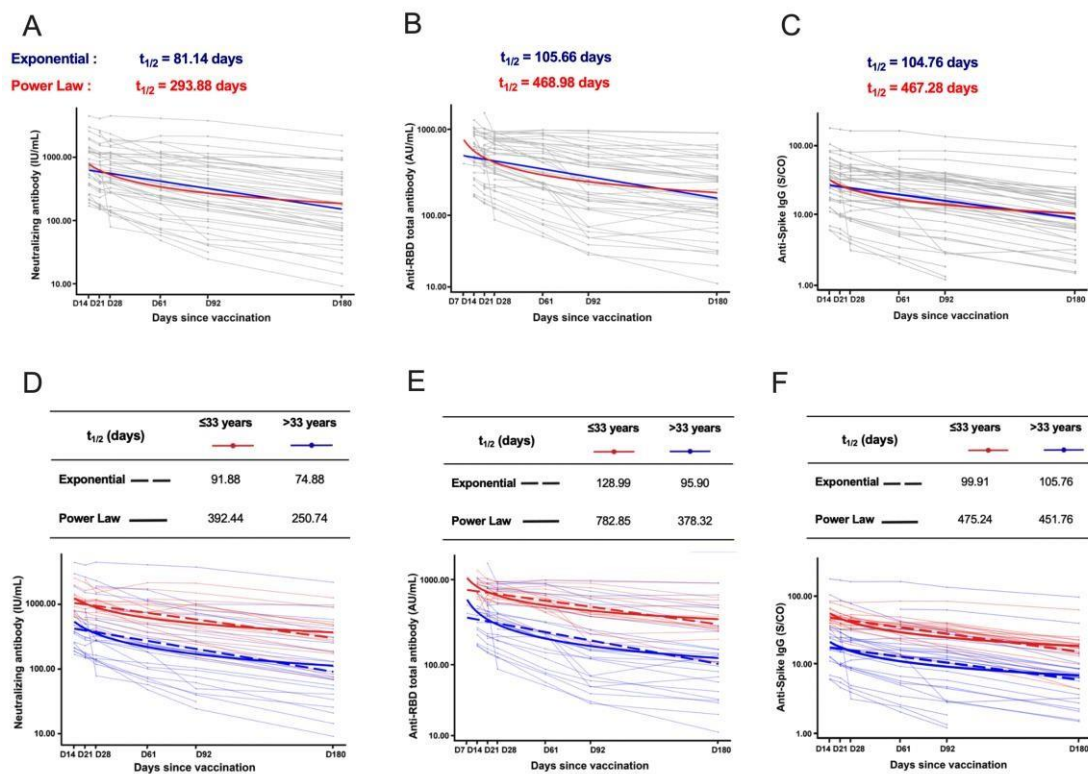 A
B
C
Exponential : t1/2 = 81.14 days
t1/2 = 105.66 days
t1/2 = 104.76 days
Power Law : t1/2 = 293.88 days
t1/2 = 468.98 days
t1/2 = 467.28 days
Neutralizing antibody (IU/mL)
1000.00
100.00
10.00
D14 D21 D28 D61 D92 D180
Days since vaccination
Anti-RBD total antibody (AU/mL)
1000.00
100.00
10.00
D7 D14 D21 D28 D61 D92 D180
Days since vaccination
Anti-Spike IgG (S/CO)
100.00
10.00
1.00
D14 D21 D28 D61 D92 D180
Days since vaccination
D
t1/2 (days) ≤33 years >33 years
Exponential 91.88 74.88
Power Law 392.44 250.74
Neutralizing antibody (IU/mL)
1000.00
100.00
10.00
D14 D21 D28 D61 D92 D180
Days since vaccination
E
t1/2 (days) ≤33 years >33 years
Exponential 128.99 95.90
Power Law 782.85 378.32
Anti-RBD total antibody (AU/mL)
1000.00
100.00
10.00
D7 D14 D21 D28 D61 D92 D180
Days since vaccination
F
t1/2 (days) ≤33 years >33 years
Exponential 99.91 105.76
Power Law 475.24 451.76
Anti-Spike IgG (S/CO)
100.00
10.00
1.00
D14 D21 D28 D61 D92 D180
Days since vaccination